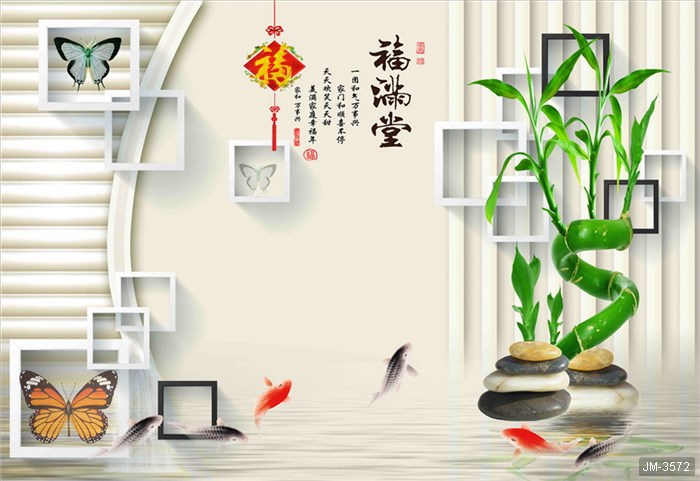 福
福满堂
一团和气万事兴
家门和顺喜不停
天天欢笑天天甜
美满家庭幸福年
家和万事兴
福
JM-3572